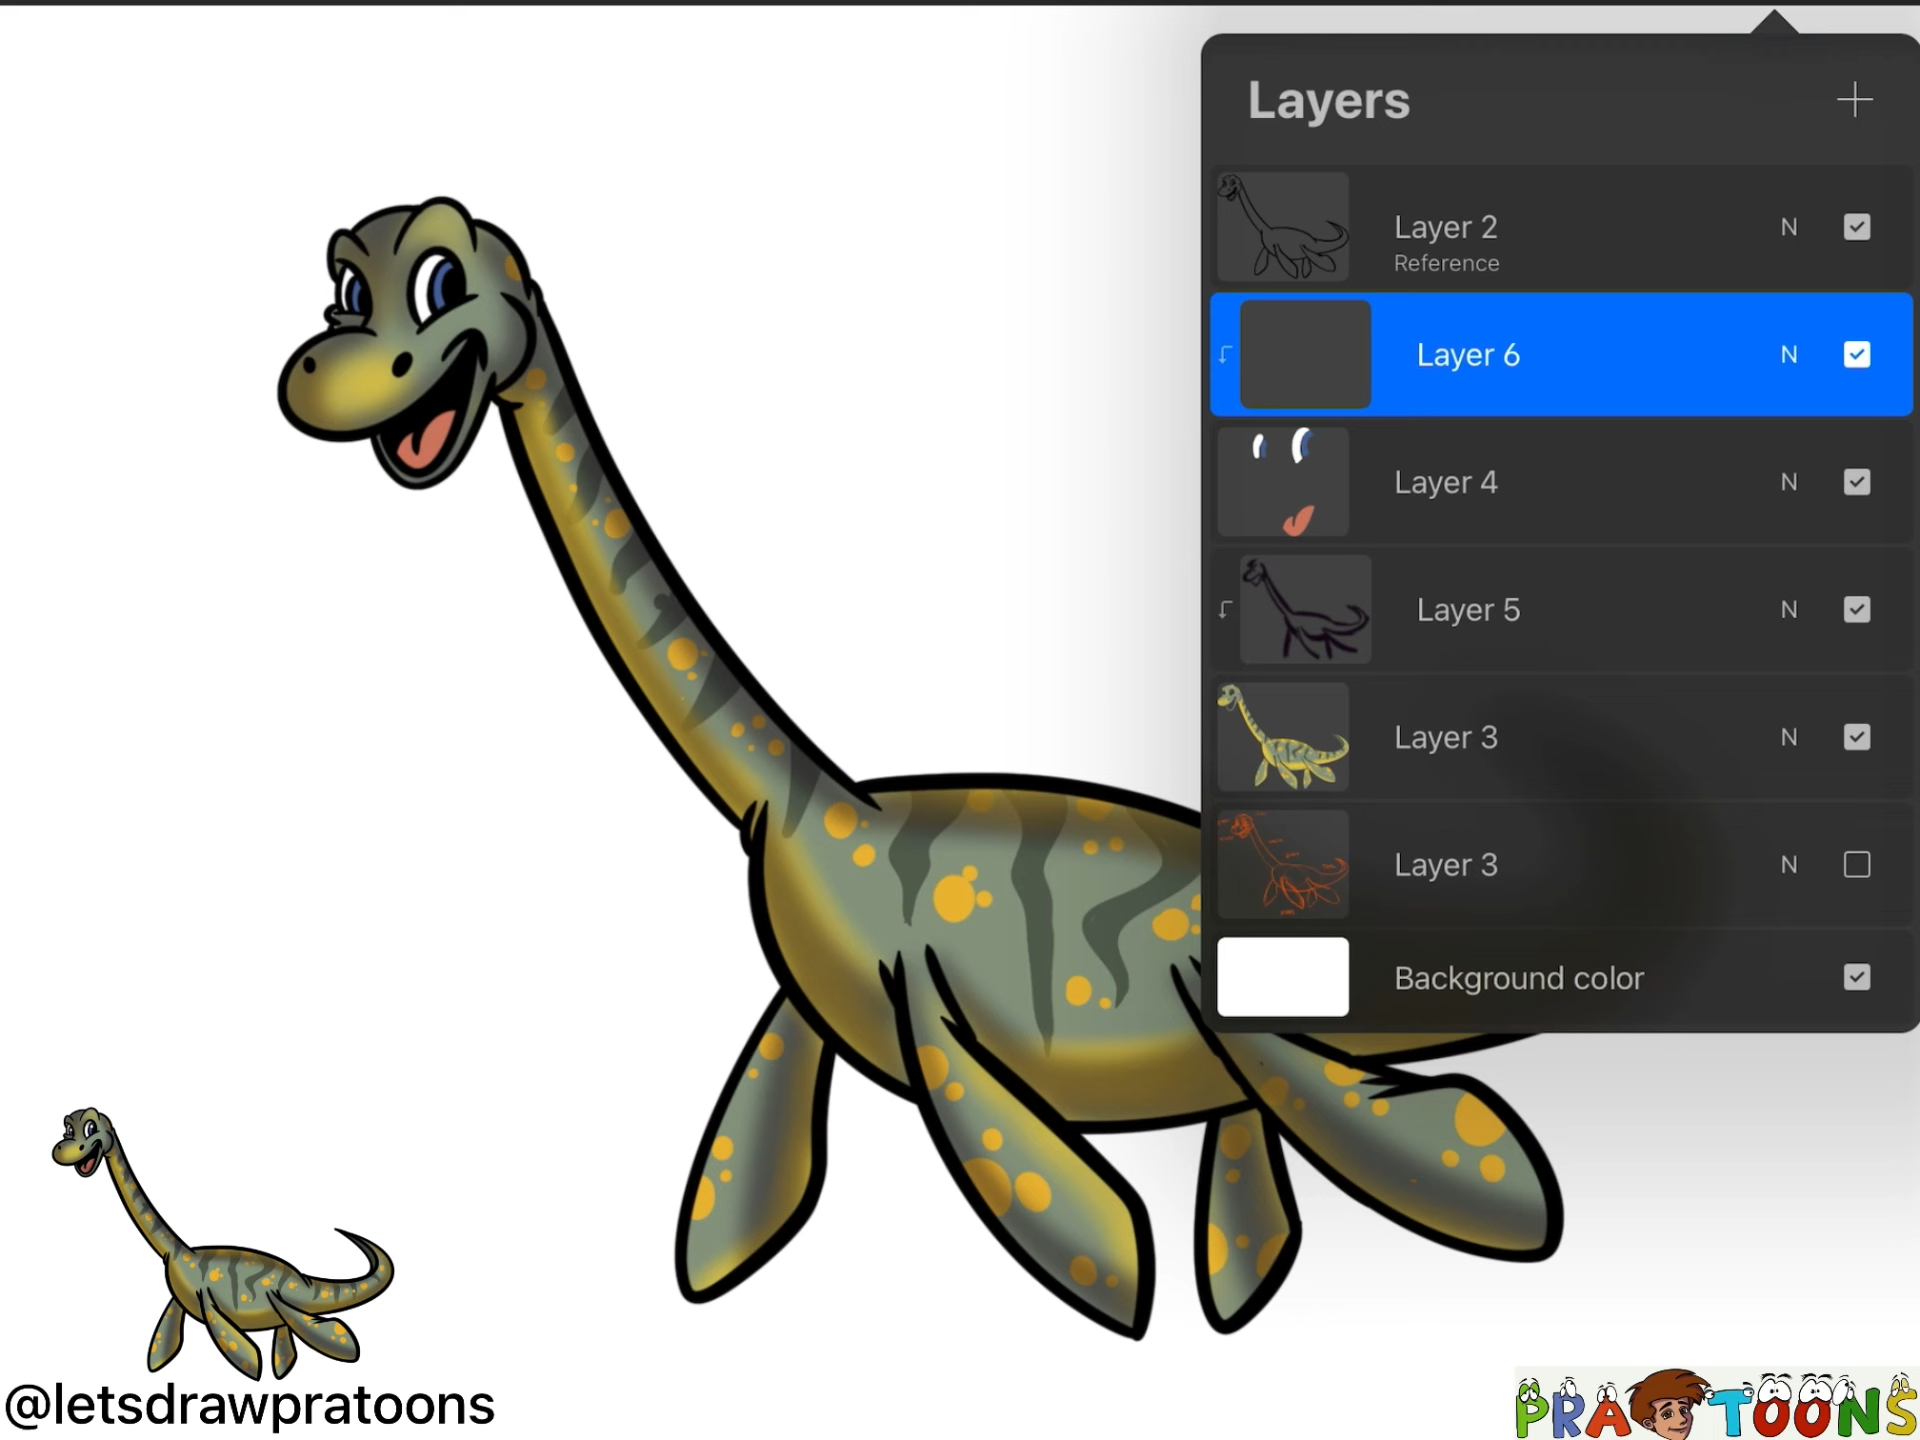 Layers
Layer 2
N
Reference
Layer 6
N
Layer 4
N
Layer 5
N
Layer 3
N
Layer 3
N
Background color
@letsdrawpratoons
PRATOONS